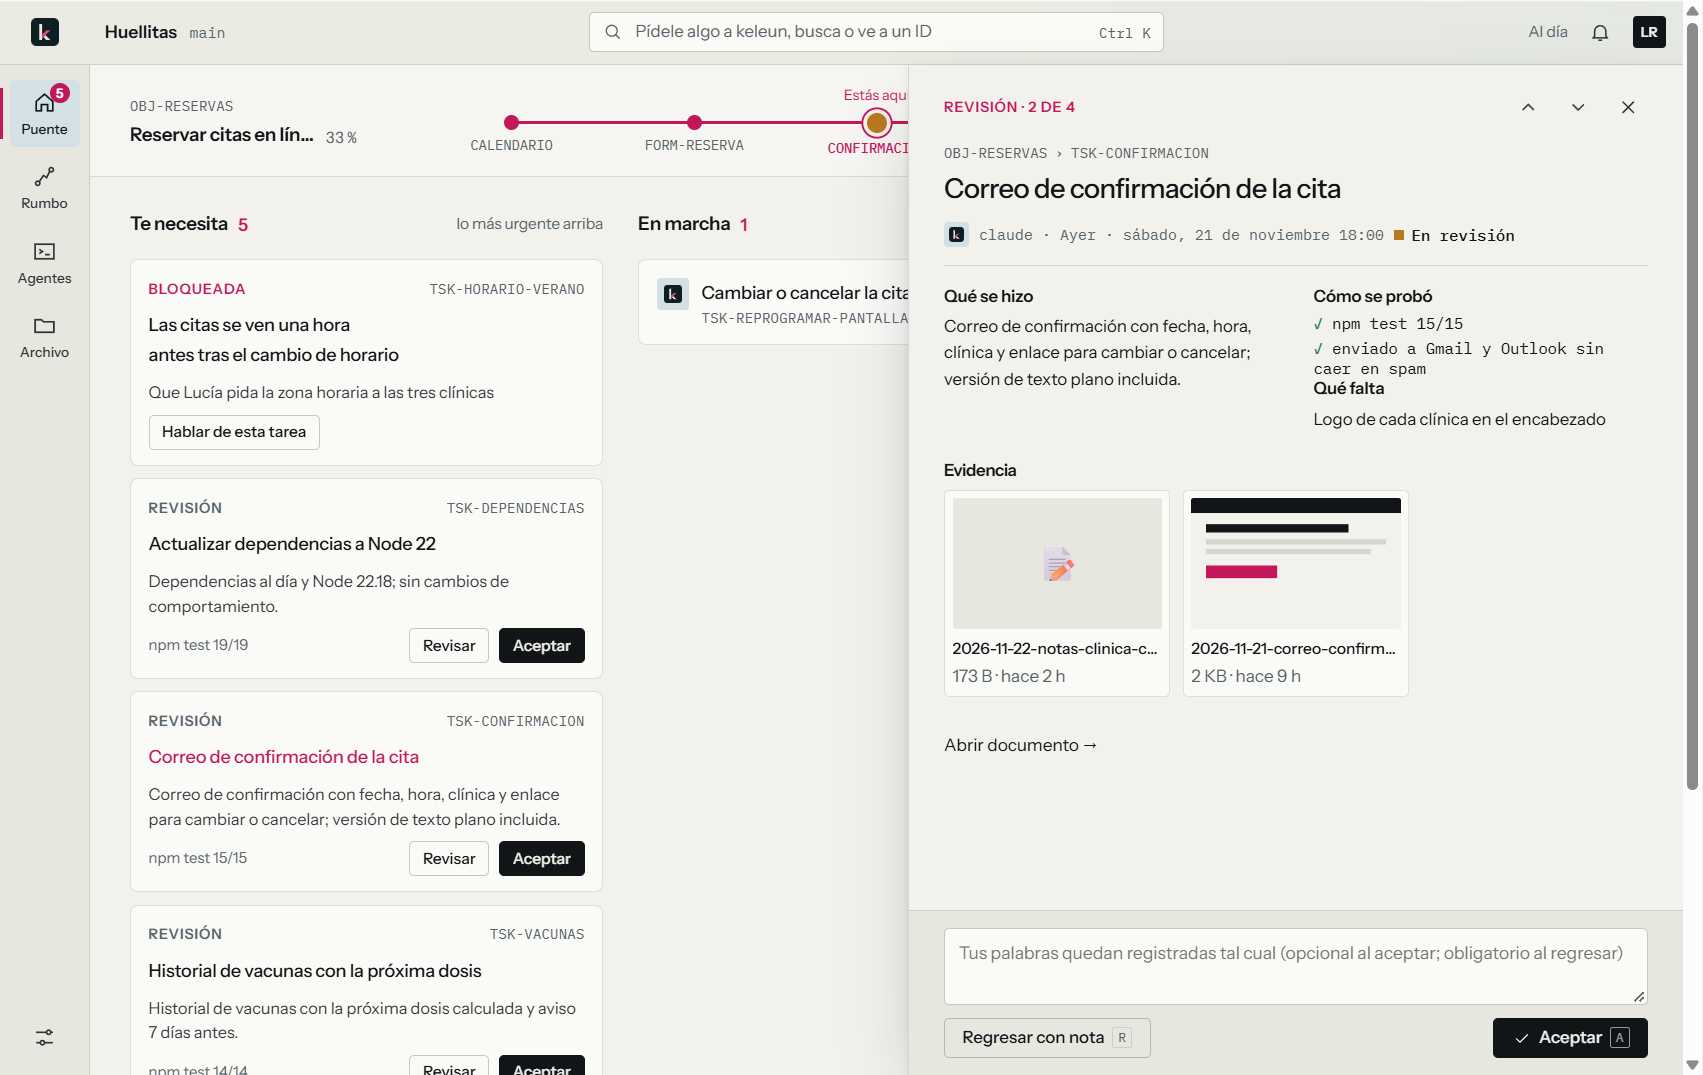 k
Huellitas main
Pídele algo a keleun, busca o ve a un ID
Ctrl K
Al día
LR
5
Puente
Rumbo
Agentes
Archivo
OBJ-RESERVAS
Reservar citas en lín... 33 %
Estás aqu
CALENDARIO
FORM-RESERVA
CONFIRMACI
Te necesita 5
lo más urgente arriba
BLOQUEADA
TSK-HORARIO-VERANO
Las citas se ven una hora
antes tras el cambio de horario
Que Lucía pida la zona horaria a las tres clínicas
Hablar de esta tarea
REVISIÓN
TSK-DEPENDENCIAS
Actualizar dependencias a Node 22
Dependencias al día y Node 22.18; sin cambios de
comportamiento.
npm test 19/19
Revisar
Aceptar
REVISIÓN
TSK-CONFIRMACION
Correo de confirmación de la cita
Correo de confirmación con fecha, hora, clínica y enlace
para cambiar o cancelar; versión de texto plano incluida.
npm test 15/15
Revisar
Aceptar
REVISIÓN
TSK-VACUNAS
Historial de vacunas con la próxima dosis
Historial de vacunas con la próxima dosis calculada y aviso
7 días antes.
npm test 14/14
Revisar
Aceptar
En marcha 1
k
Cambiar o cancelar la cita
TSK-REPROGRAMAR-PANTALLA
REVISIÓN · 2 DE 4
OBJ-RESERVAS › TSK-CONFIRMACION
Correo de confirmación de la cita
k claude · Ayer · sábado, 21 de noviembre 18:00 En revisión
Qué se hizo
Correo de confirmación con fecha, hora,
clínica y enlace para cambiar o cancelar;
versión de texto plano incluida.
Cómo se probó
✓ npm test 15/15
✓ enviado a Gmail y Outlook sin
caer en spam
Qué falta
Logo de cada clínica en el encabezado
Evidencia
2026-11-22-notas-clinica-c...
173 B · hace 2 h
2026-11-21-correo-confirm...
2 KB · hace 9 h
Abrir documento →
Tus palabras quedan registradas tal cual (opcional al aceptar; obligatorio al regresar)
Regresar con nota R
✓ Aceptar A